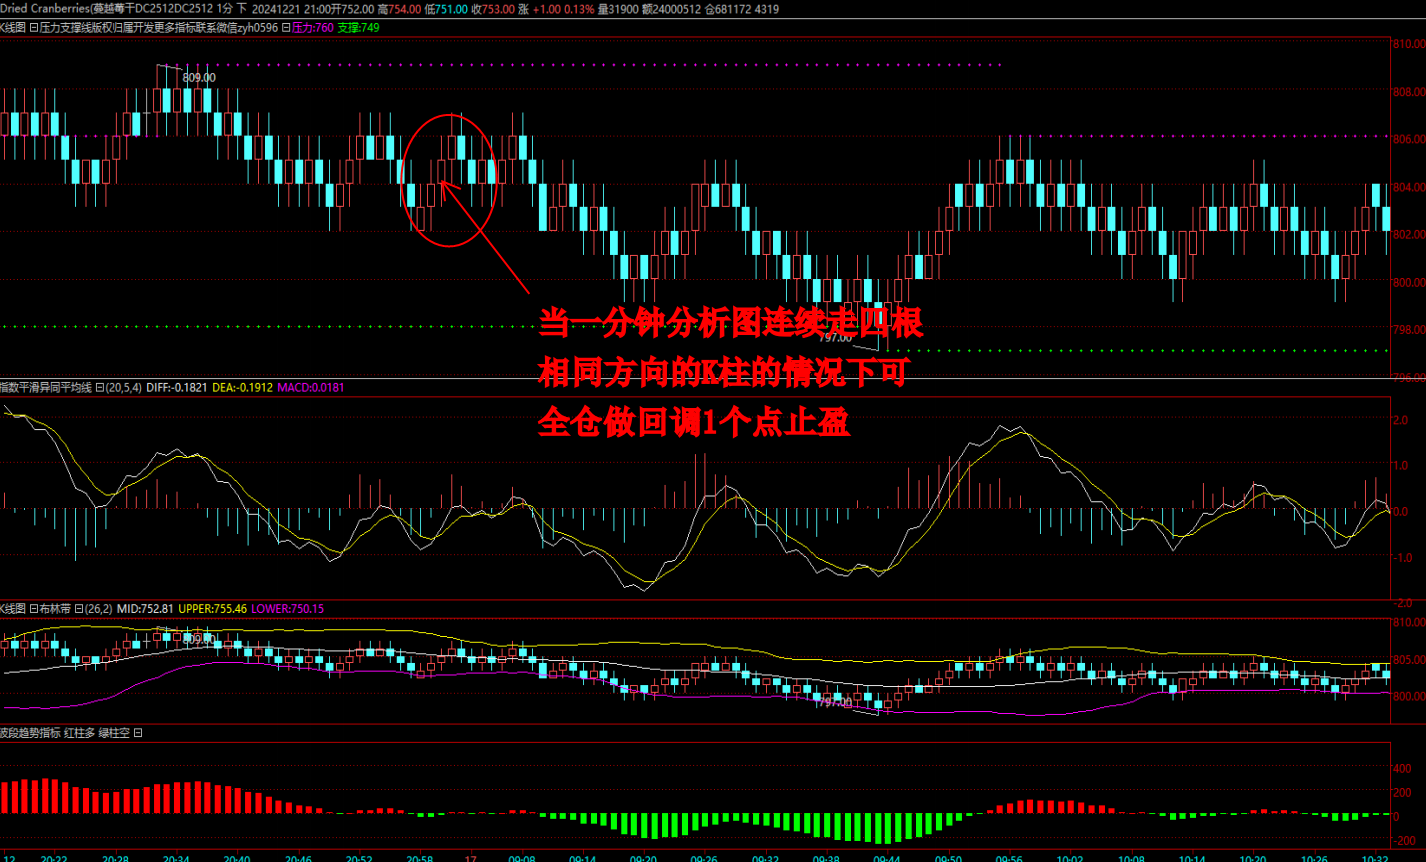 Dried Cranberries[蔓越莓干DC2512DC2512 1分 下 20241221 21:00开752.00 高754.00 低751.00 收753.00 涨 +1.00 0.13% 量31900 额24000512 仓681172 4319
K线图 压力支撑线版权归属开发更多指标联系微信zyh0596 压力:760 支撑:749
810.00
809.00
808.00
806.00
804.00
802.00
800.00
798.00
797.00
796.00
当一分钟分析图连续走四根
相同方向的K柱的情况下可
全仓做回调1个点止盈
指数平滑异同平均线 (20,5,4) DIFF:-0.1821 DEA:-0.1912 MACD:0.0181
2.0
1.0
0.0
-1.0
-2.0
K线图 布林带 (26,2) MID:752.81 UPPER:755.46 LOWER:750.15
810.00
809.00
805.00
800.00
797.00
波段趋势指标 红柱多 绿柱空
400
200
0
-200
12 20:22 20:28 20:34 20:40 20:46 20:52 20:58 17 09:08 09:14 09:20 09:26 09:32 09:38 09:44 09:50 09:56 10:02 10:08 10:14 10:20 10:26 10:32